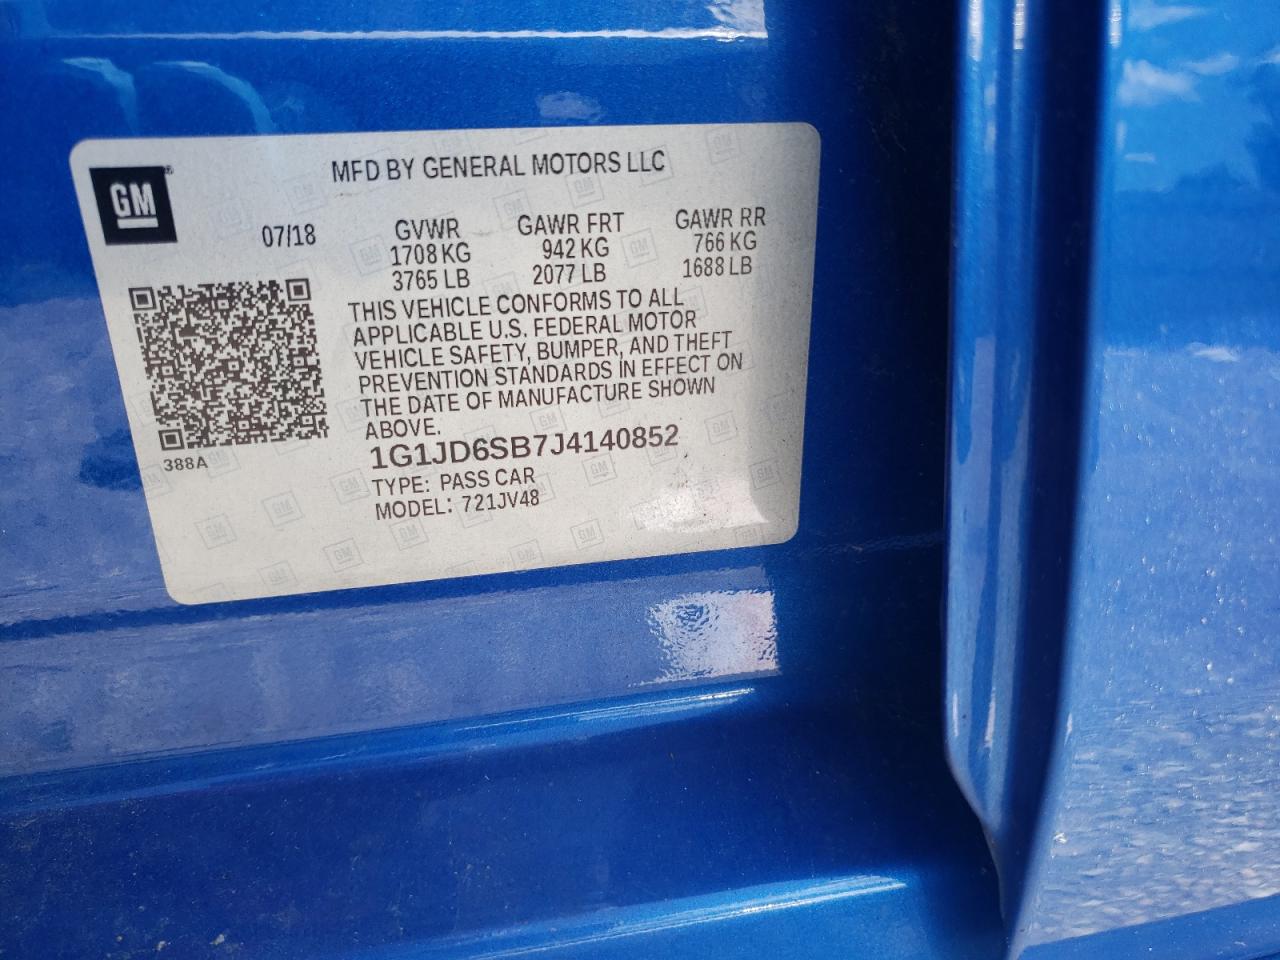 MFD BY GENERAL MOTORS LLC
GM
07/18
GVWR GAWR FRT GAWR RR
1708 KG 942 KG 766 KG
3765 LB 2077 LB 1688 LB
THIS VEHICLE CONFORMS TO ALL
APPLICABLE U.S. FEDERAL MOTOR
VEHICLE SAFETY, BUMPER, AND THEFT
PREVENTION STANDARDS IN EFFECT ON
THE DATE OF MANUFACTURE SHOWN
ABOVE.
388A
1G1JD6SB7J4140852
TYPE: PASS CAR
MODEL: 721JV48